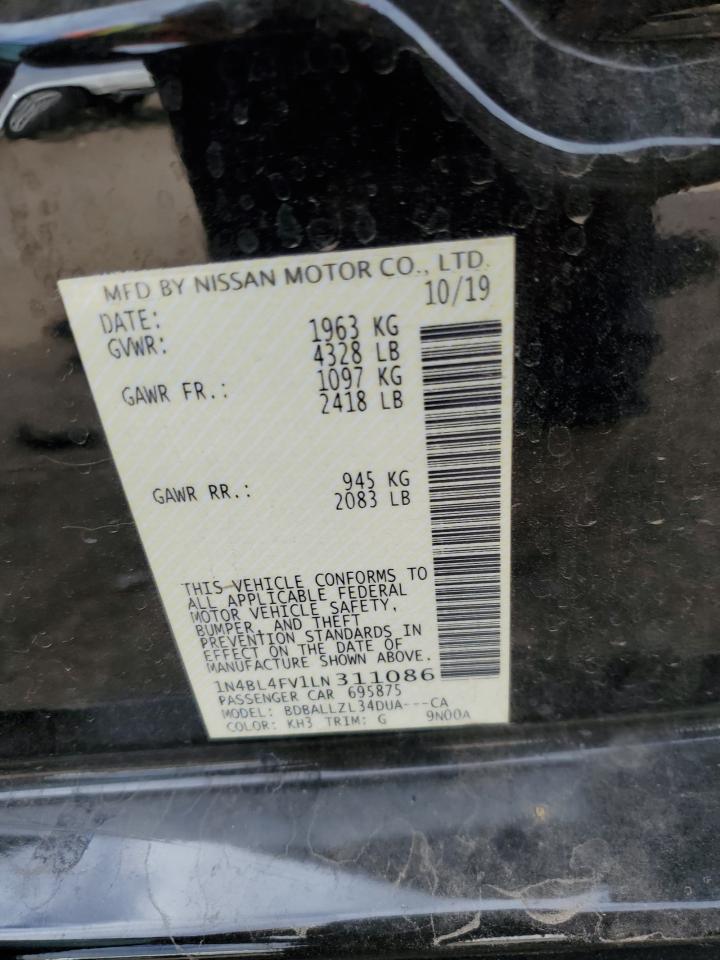 MFD BY NISSAN MOTOR CO., LTD.
DATE: 10/19
GVWR: 1963 KG
4328 LB
GAWR FR.: 1097 KG
2418 LB
GAWR RR.: 945 KG
2083 LB
THIS VEHICLE CONFORMS TO
ALL APPLICABLE FEDERAL
MOTOR VEHICLE SAFETY,
BUMPER, AND THEFT
PREVENTION STANDARDS IN
EFFECT ON THE DATE OF
MANUFACTURE SHOWN ABOVE.
1N4BL4FV1LN311086
PASSENGER CAR 695875
MODEL: BDBALLZL34DUA---CA
COLOR: KH3 TRIM: G 9N00A